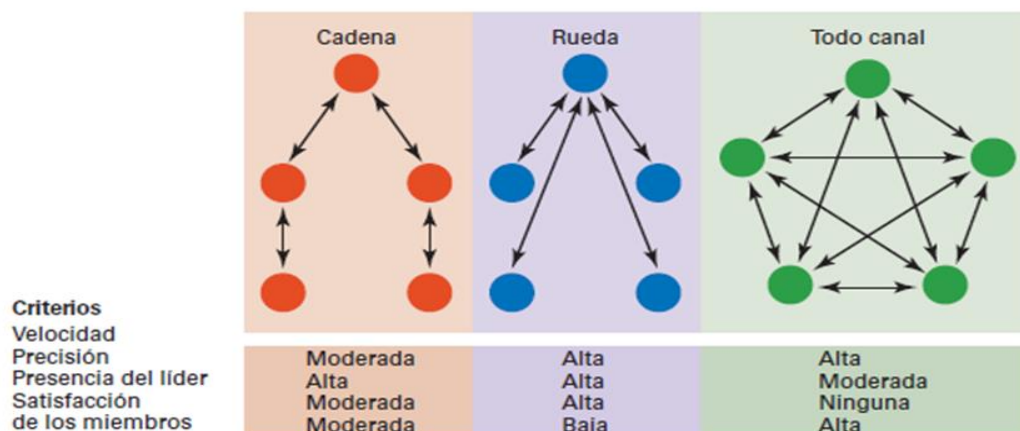 Cadena
Rueda
Todo canal
Criterios
Velocidad
Precisión
Presencia del líder
Satisfacción
de los miembros
Moderada Alta Alta
Alta Alta Moderada
Moderada Alta Ninguna
Moderada Baja Alta